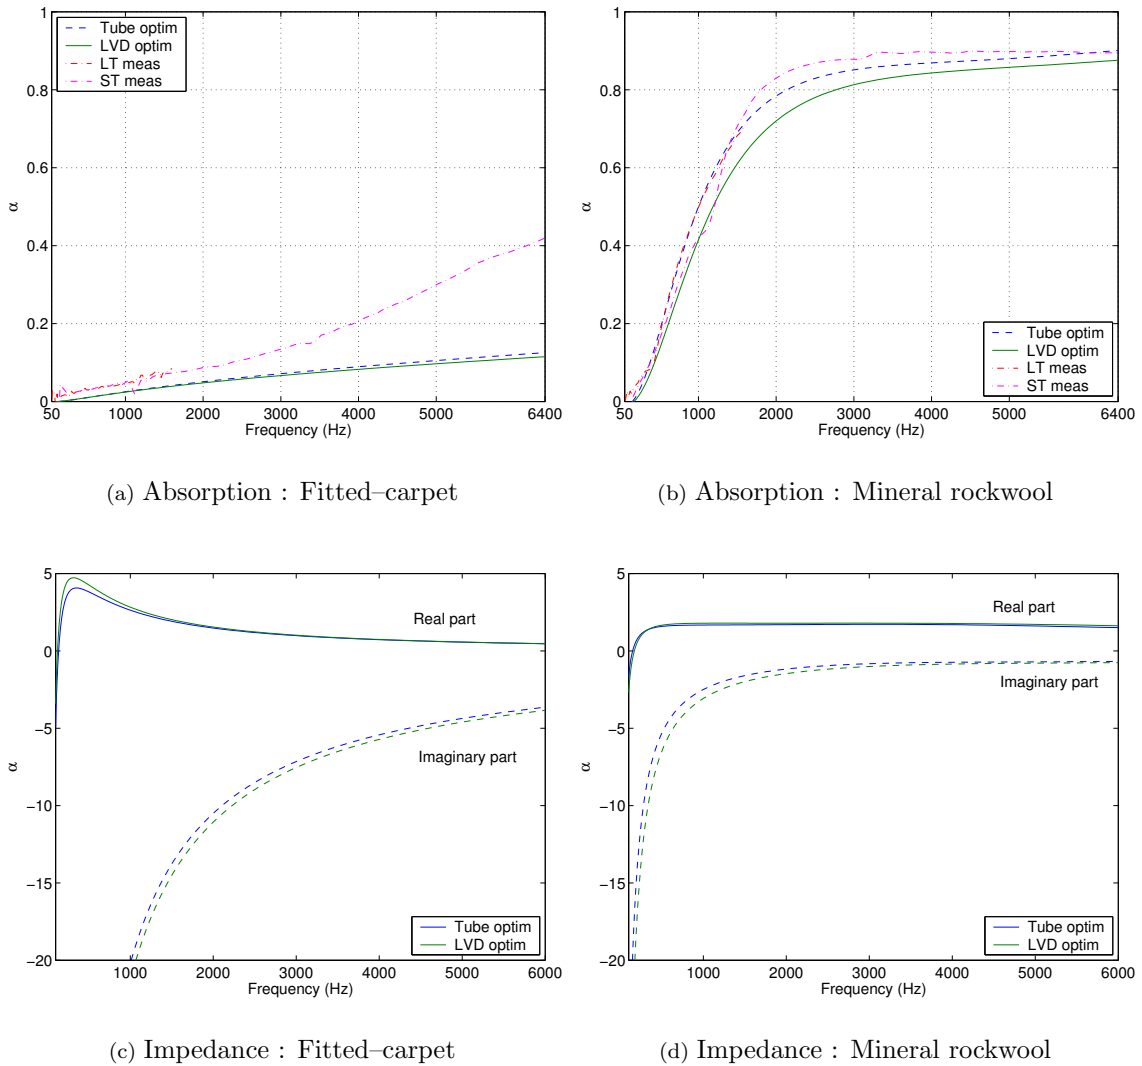 1
0.8
0.6
0.4
0.2
0
α
50 1000 2000 3000 4000 5000 6400
Frequency (Hz)
Tube optim
LVD optim
LT meas
ST meas
(a) Absorption : Fitted–carpet
1
0.8
0.6
0.4
0.2
0
α
50 1000 2000 3000 4000 5000 6400
Frequency (Hz)
Tube optim
LVD optim
LT meas
ST meas
(b) Absorption : Mineral rockwool
5
0
−5
−10
−15
−20
α
Real part
Imaginary part
Tube optim
LVD optim
1000 2000 3000 4000 5000 6000
Frequency (Hz)
(c) Impedance : Fitted–carpet
5
0
−5
−10
−15
−20
α
Real part
Imaginary part
Tube optim
LVD optim
1000 2000 3000 4000 5000 6000
Frequency (Hz)
(d) Impedance : Mineral rockwool